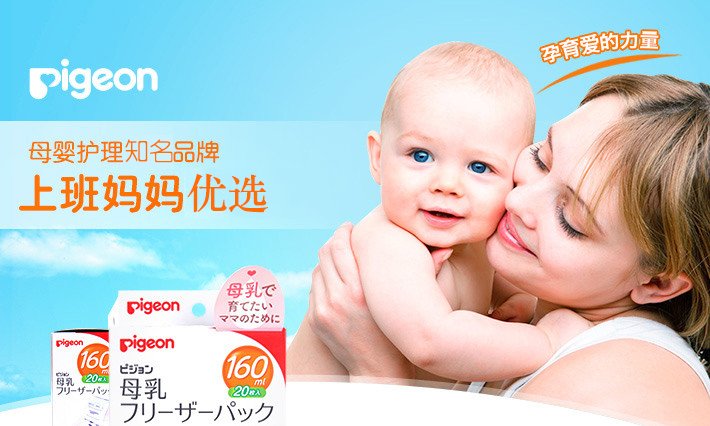 pigeon
孕育爱的力量
母婴护理知名品牌
上班妈妈优选
pigeon
母乳で
育てたい
ママのために
pigeon
160
ml
20枚入
ピジョン
母乳
フリーザーパック
pigeon
160
20枚入
ピジョン
母乳
フリーザーパッ